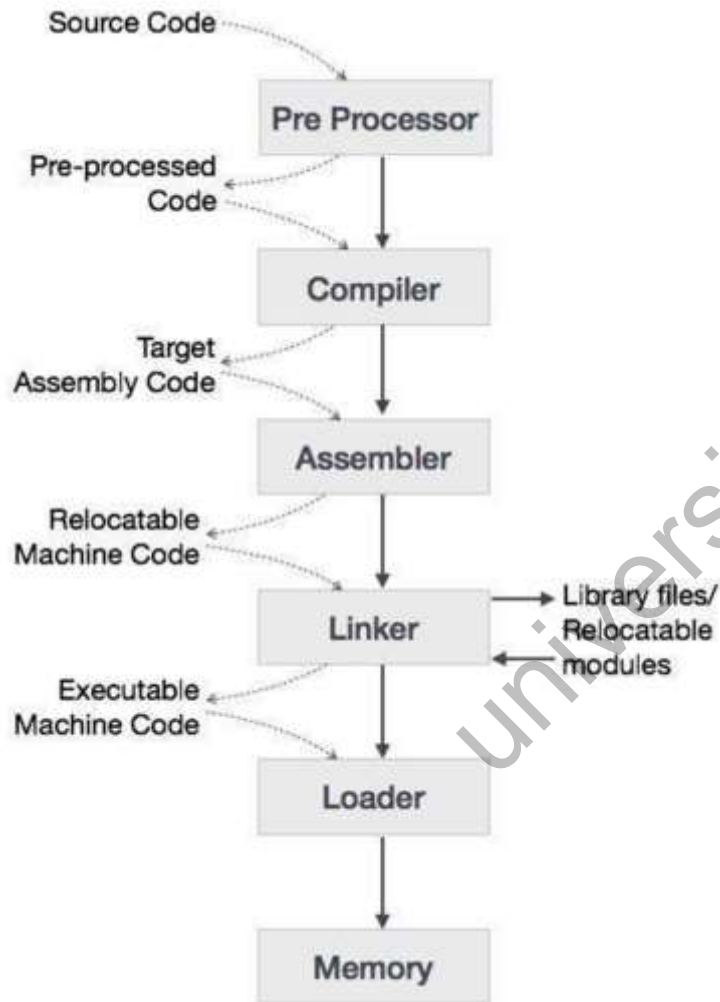 Source Code
Pre Processor
Pre-processed
Code
Compiler
Target
Assembly Code
Assembler
Relocatable
Machine Code
Linker
Library files/
Relocatable
modules
Executable
Machine Code
Loader
Memory
universi